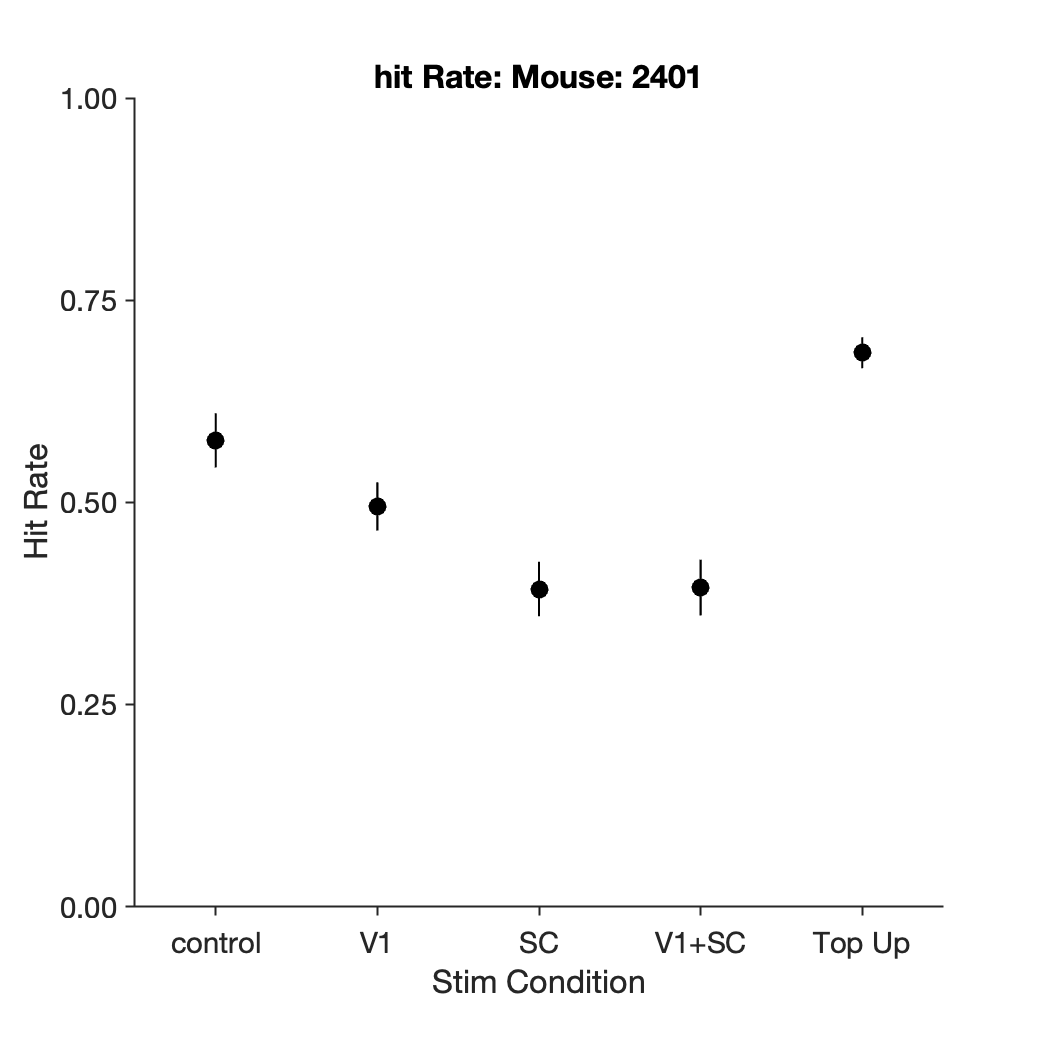 hit Rate: Mouse: 2401
1.00
0.75
0.50
0.25
0.00
Hit Rate
control V1 SC V1+SC Top Up
Stim Condition